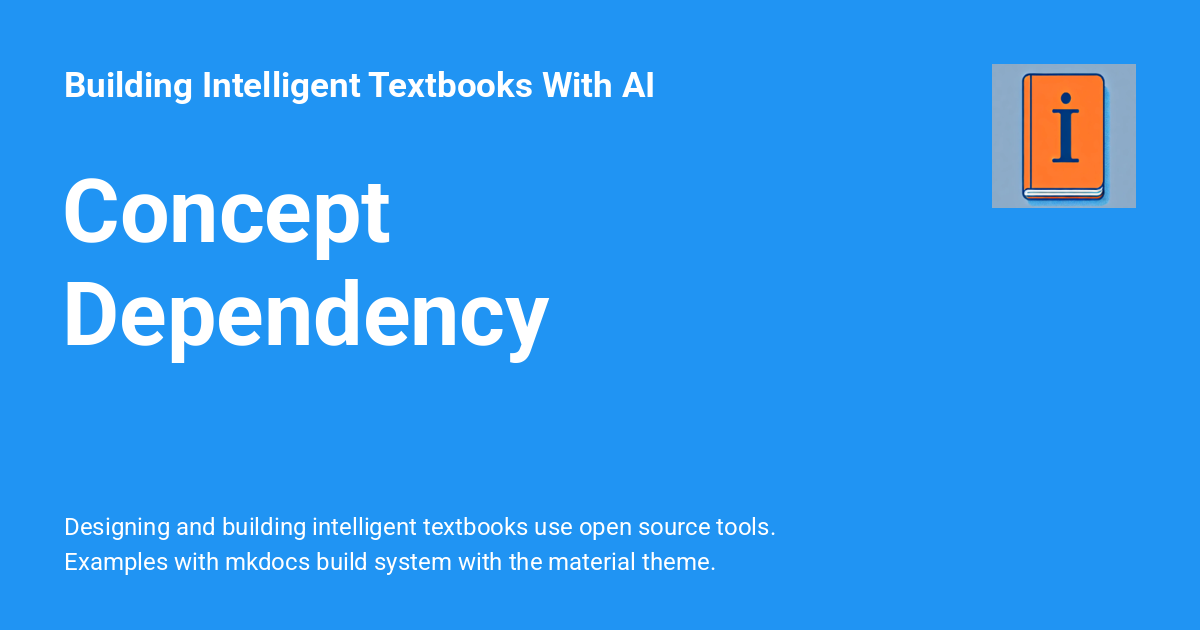 Building Intelligent Textbooks With AI
i
Concept
Dependency
Designing and building intelligent textbooks use open source tools.
Examples with mkdocs build system with the material theme.